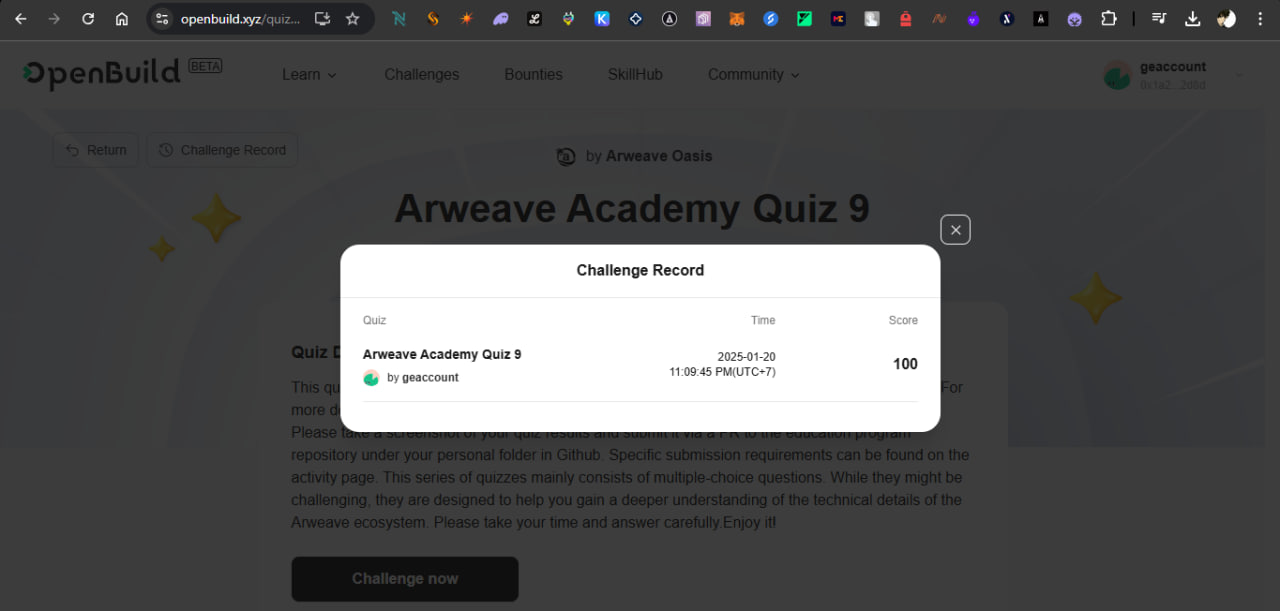 openbuild.xyz/quiz...
OpenBuild BETA
Learn Challenges Bounties SkillHub Community
geaccount
0x1a2...2d8d
Return Challenge Record
by Arweave Oasis
Arweave Academy Quiz 9
Challenge Record
Quiz Time Score
Arweave Academy Quiz 9
by geaccount
2025-01-20
11:09:45 PM(UTC+7)
100
Quiz D
This qu For
more d
Please take a screenshot of your quiz results and submit it via a PR to the education program
repository under your personal folder in Github. Specific submission requirements can be found on the
activity page. This series of quizzes mainly consists of multiple-choice questions. While they might be
challenging, they are designed to help you gain a deeper understanding of the technical details of the
Arweave ecosystem. Please take your time and answer carefully.Enjoy it!
Challenge now